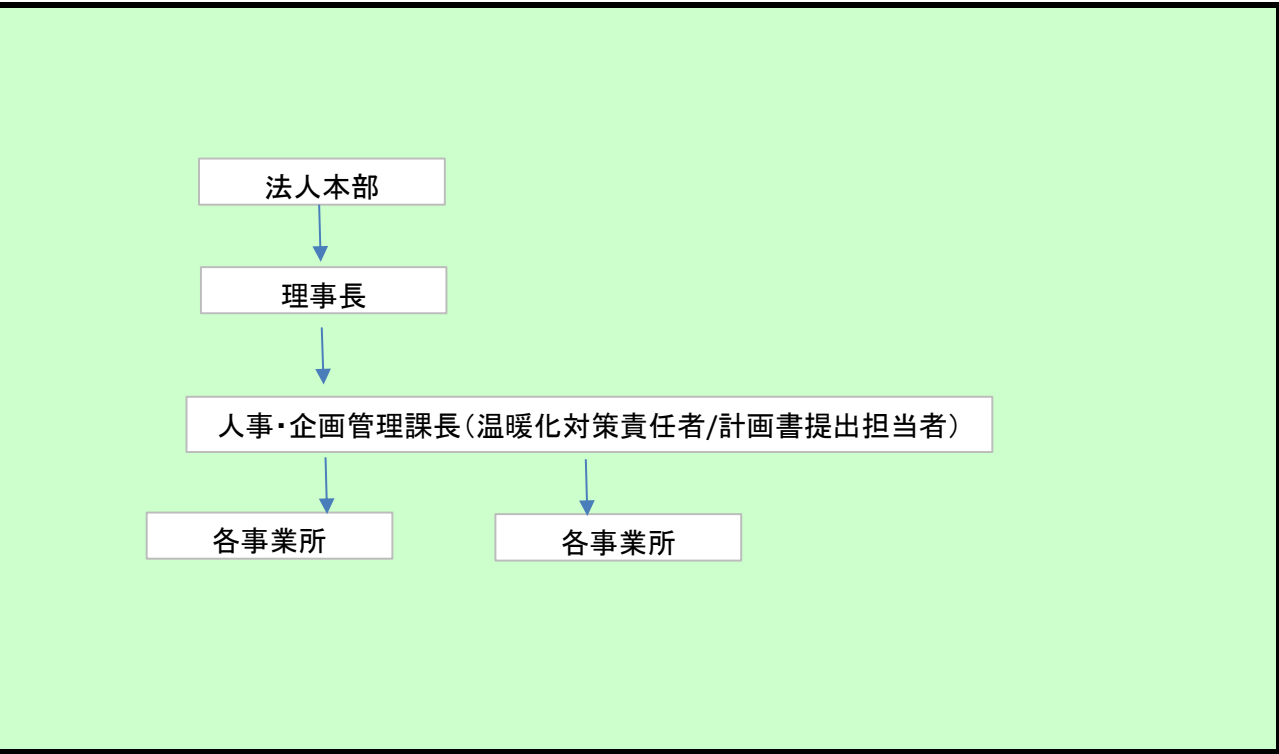 法人本部
理事長
人事・企画管理課長（温暖化対策責任者/計画書提出担当者）
各事業所
各事業所